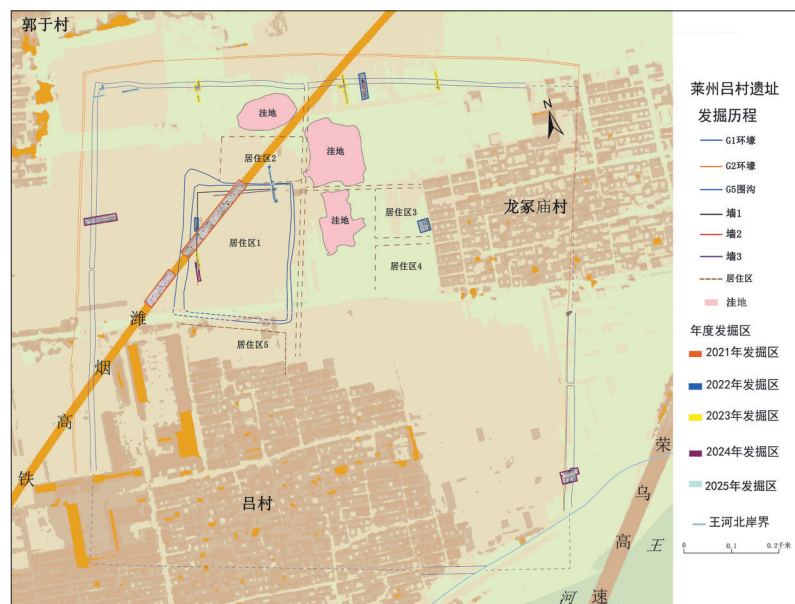 郭于村
洼地
洼地
居住区2
洼地
居住区3
龙冢庙村
居住区1
居住区4
居住区5
潍
烟
高
铁
吕村
荣
乌
高
速
王
河
N
莱州吕村遗址
发掘历程
G1环壕
G2环壕
G5围沟
墙1
墙2
墙3
居住区
洼地
年度发掘区
2021年发掘区
2022年发掘区
2023年发掘区
2024年发掘区
2025年发掘区
王河北岸界
0 0.1 0.2千米